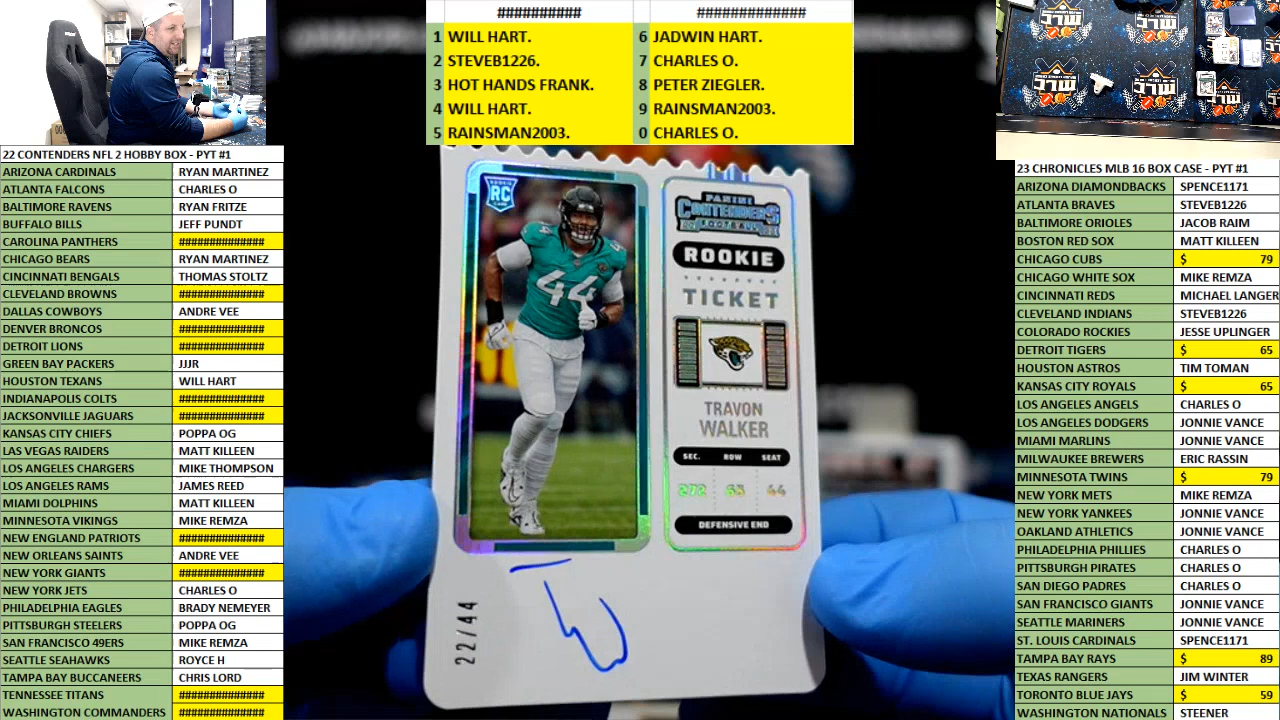 ##########
#############
1 WILL HART.
2 STEVEB1226.
3 HOT HANDS FRANK.
4 WILL HART.
5 RAINSMAN2003.
6 JADWIN HART.
7 CHARLES O.
8 PETER ZIEGLER.
9 RAINSMAN2003.
0 CHARLES O.
22 CONTENDERS NFL 2 HOBBY BOX - PYT #1
ARIZONA CARDINALS RYAN MARTINEZ
ATLANTA FALCONS CHARLES O
BALTIMORE RAVENS RYAN FRITZE
BUFFALO BILLS JEFF PUNDT
CAROLINA PANTHERS ##############
CHICAGO BEARS RYAN MARTINEZ
CINCINNATI BENGALS THOMAS STOLTZ
CLEVELAND BROWNS ##############
DALLAS COWBOYS ANDRE VEE
DENVER BRONCOS ##############
DETROIT LIONS ##############
GREEN BAY PACKERS JJJR
HOUSTON TEXANS WILL HART
INDIANAPOLIS COLTS ##############
JACKSONVILLE JAGUARS ##############
KANSAS CITY CHIEFS POPPA OG
LAS VEGAS RAIDERS MATT KILLEEN
LOS ANGELES CHARGERS MIKE THOMPSON
LOS ANGELES RAMS JAMES REED
MIAMI DOLPHINS MATT KILLEEN
MINNESOTA VIKINGS MIKE REMZA
NEW ENGLAND PATRIOTS ##############
NEW ORLEANS SAINTS ANDRE VEE
NEW YORK GIANTS ##############
NEW YORK JETS CHARLES O
PHILADELPHIA EAGLES BRADY NEMEYER
PITTSBURGH STEELERS POPPA OG
SAN FRANCISCO 49ERS MIKE REMZA
SEATTLE SEAHAWKS ROYCE H
TAMPA BAY BUCCANEERS CHRIS LORD
TENNESSEE TITANS ##############
WASHINGTON COMMANDERS ##############
ROOKIE
RC
44
44
PANINI
CONTENDERS
FOOTBALL
ROOKIE
TICKET
TRAVON
WALKER
SEC. ROW SEAT
272 65 44
DEFENSIVE END
22/44
23 CHRONICLES MLB 16 BOX CASE - PYT #1
ARIZONA DIAMONDBACKS SPENCE1171
ATLANTA BRAVES STEVEB1226
BALTIMORE ORIOLES JACOB RAIM
BOSTON RED SOX MATT KILLEEN
CHICAGO CUBS $ 79
CHICAGO WHITE SOX MIKE REMZA
CINCINNATI REDS MICHAEL LANGER
CLEVELAND INDIANS STEVEB1226
COLORADO ROCKIES JESSE UPLINGER
DETROIT TIGERS $ 65
HOUSTON ASTROS TIM TOMAN
KANSAS CITY ROYALS $ 65
LOS ANGELES ANGELS CHARLES O
LOS ANGELES DODGERS JONNIE VANCE
MIAMI MARLINS JONNIE VANCE
MILWAUKEE BREWERS ERIC RASSIN
MINNESOTA TWINS $ 79
NEW YORK METS MIKE REMZA
NEW YORK YANKEES JONNIE VANCE
OAKLAND ATHLETICS JONNIE VANCE
PHILADELPHIA PHILLIES CHARLES O
PITTSBURGH PIRATES CHARLES O
SAN DIEGO PADRES CHARLES O
SAN FRANCISCO GIANTS JONNIE VANCE
SEATTLE MARINERS JONNIE VANCE
ST. LOUIS CARDINALS SPENCE1171
TAMPA BAY RAYS $ 89
TEXAS RANGERS JIM WINTER
TORONTO BLUE JAYS $ 59
WASHINGTON NATIONALS STEENER